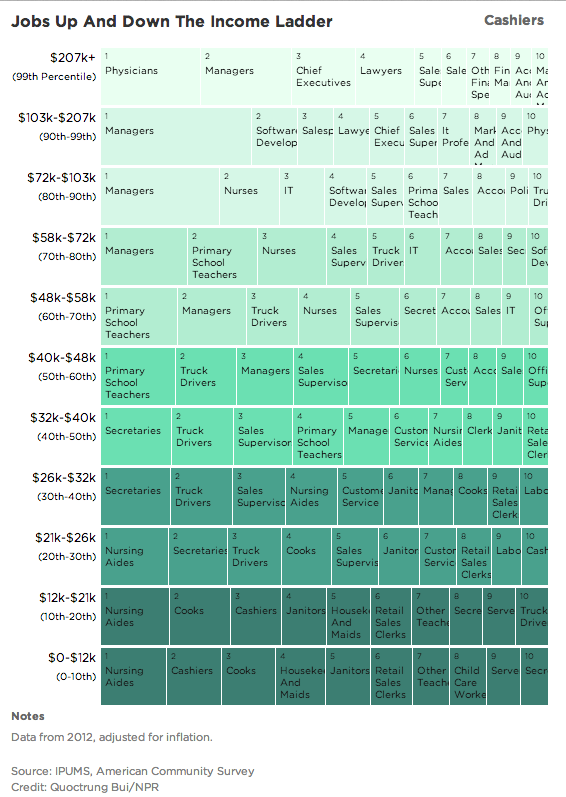 Jobs Up And Down The Income Ladder
Cashiers
$207k+
(99th Percentile)
1 2 3 4 5 6 7 8 9 10
Physicians Managers Chief Lawyers Sale Sale Oth Fin Acc Ma
Executives Supe Fina Ma And An
Spe Au Ad
$103k-$207k
(90th-99th)
1 2 3 4 5 6 7 8 9 10
Managers Softwar Salesp Lawye Chief Sales It Mark Acc Phys
Develop Execu Super Profe And And
Ad Aud
$72k-$103k
(80th-90th)
1 2 3 4 5 6 7 8 9 10
Managers Nurses IT Softwa Sales Prima Sales Accou Poli Tru
Develop Superv Schoo Dri
Teach
$58k-$72k
(70th-80th)
1 2 3 4 5 6 7 8 9 10
Managers Primary Nurses Sales Truck IT Accou Sales Sec Sof
School Superv Driver Dev
Teachers
$48k-$58k
(60th-70th)
1 2 3 4 5 6 7 8 9 10
Primary Managers Truck Nurses Sales Secret Accou Sales IT Of
School Drivers Supervis Sup
Teachers
$40k-$48k
(50th-60th)
1 2 3 4 5 6 7 8 9 10
Primary Truck Managers Sales Secretari Nurses Cust Acco Sale Offi
School Drivers Superviso Serv Sup
Teachers
$32k-$40k
(40th-50th)
1 2 3 4 5 6 7 8 9 10
Secretaries Truck Sales Primary Manage Custom Nursin Clerk Janit Reta
Drivers Supervisor School Service Aides Sale
Teachers Cler
$26k-$32k
(30th-40th)
1 2 3 4 5 6 7 8 9 10
Secretaries Truck Sales Nursing Custome Janito Manag Cooks Retai Labo
Drivers Supervisc Aides Service Sales
Clerk
$21k-$26k
(20th-30th)
1 2 3 4 5 6 7 8 9 10
Nursing Secretaries Truck Cooks Sales Janitor Custor Retail Labo Cash
Aides Drivers Supervis Servic Sales
Clerks
$12k-$21k
(10th-20th)
1 2 3 4 5 6 7 8 9 10
Nursing Cooks Cashiers Janitors Housek Retail Other Secre Serve Truck
Aides And Sales Teache Drive
Maids Clerks
$0-$12k
(0-10th)
1 2 3 4 5 6 7 8 9 10
Nursing Cashiers Cooks Houseke Janitors Retail Other Child Serve Secr
Aides And Sales Teach Care
Maids Clerks Worke
Notes
Data from 2012, adjusted for inflation.
Source: IPUMS, American Community Survey
Credit: Quoctrung Bui/NPR